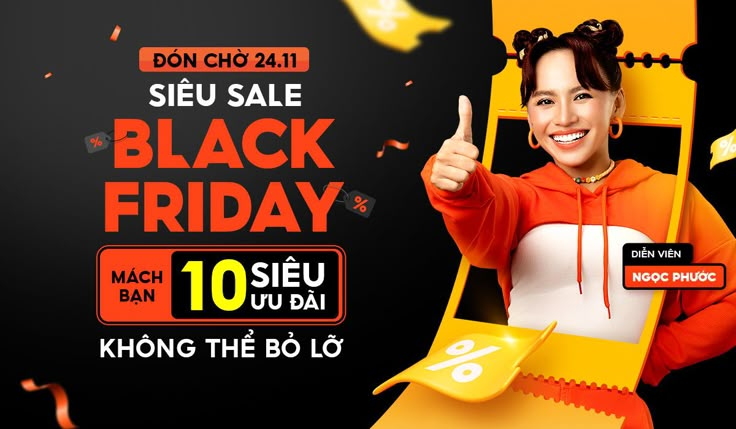 ĐÓN CHỜ 24.11
SIÊU SALE
BLACK
FRIDAY
MÁCH
BẠN
10
SIÊU
ƯU ĐÃI
KHÔNG THỂ BỎ LỠ
DIỄN VIÊN
NGỌC PHƯỚC
%
%
%
%